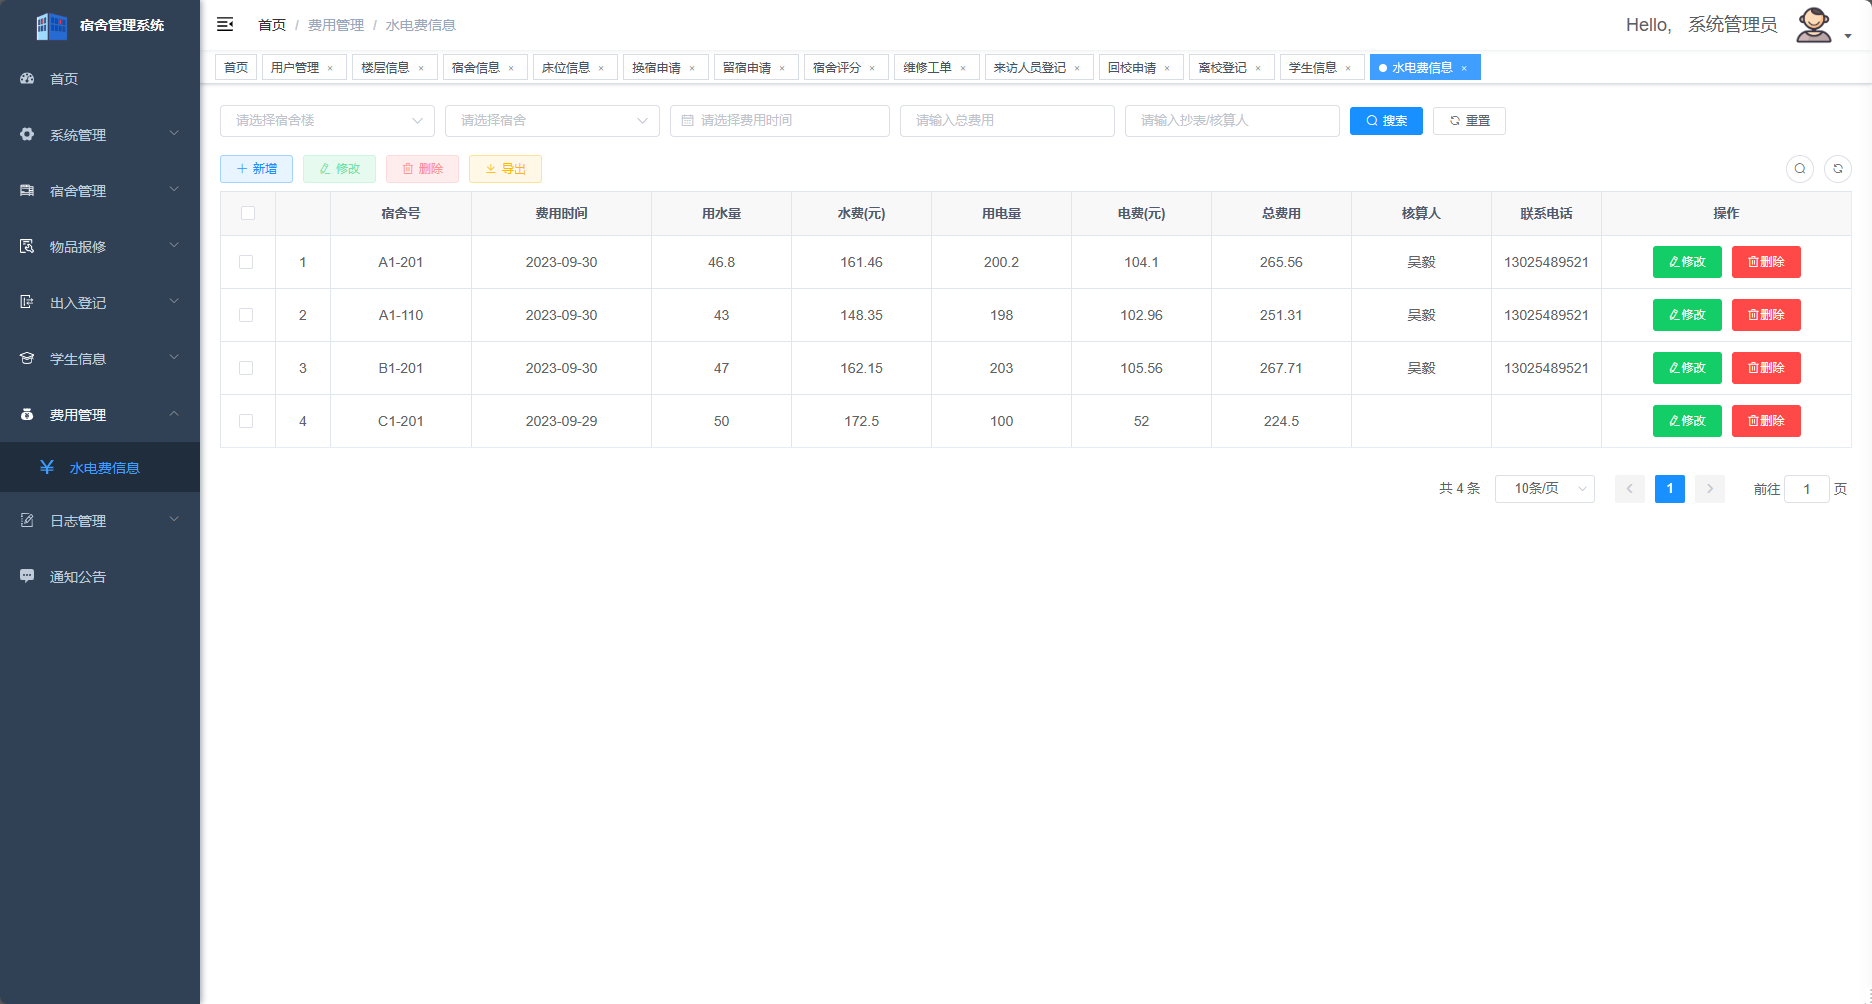 宿舍管理系统
首页 / 费用管理 / 水电费信息
Hello, 系统管理员
首页
系统管理
宿舍管理
物品报修
出入登记
学生信息
费用管理
水电费信息
日志管理
通知公告
首页 用户管理 × 楼层信息 × 宿舍信息 × 床位信息 × 换宿申请 × 留宿申请 × 宿舍评分 × 维修工单 × 来访人员登记 × 回校申请 × 离校登记 × 学生信息 × 水电费信息 ×
请选择宿舍楼 请选择宿舍 请选择费用时间 请输入总费用 请输入抄表/核算人 搜索 重置
新增 修改 删除 导出
宿舍号 费用时间 用水量 水费(元) 用电量 电费(元) 总费用 核算人 联系电话 操作
1 A1-201 2023-09-30 46.8 161.46 200.2 104.1 265.56 吴毅 13025489521 修改 删除
2 A1-110 2023-09-30 43 148.35 198 102.96 251.31 吴毅 13025489521 修改 删除
3 B1-201 2023-09-30 47 162.15 203 105.56 267.71 吴毅 13025489521 修改 删除
4 C1-201 2023-09-29 50 172.5 100 52 224.5 修改 删除
共 4 条 10条/页 1 前往 1 页